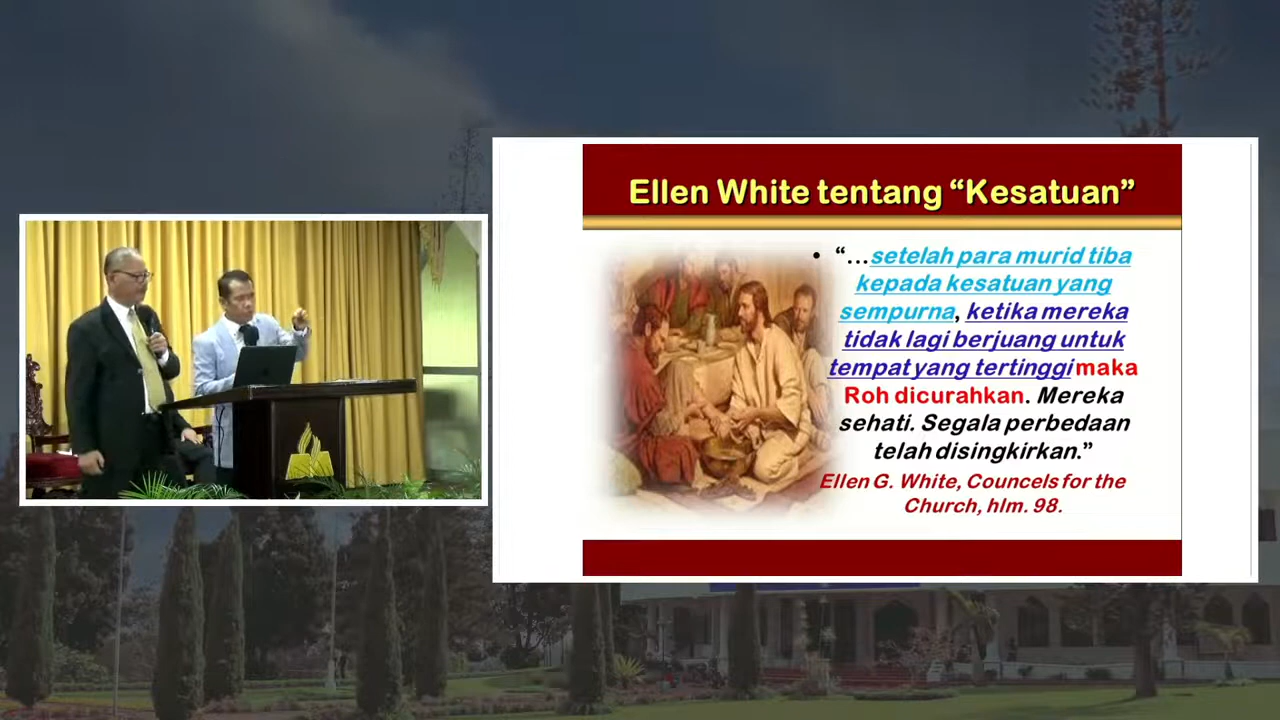 Ellen White tentang “Kesatuan”
• “...setelah para murid tiba
kepada kesatuan yang
sempurna, ketika mereka
tidak lagi berjuang untuk
tempat yang tertinggi maka
Roh dicurahkan. Mereka
sehati. Segala perbedaan
telah disingkirkan.”
Ellen G. White, Councels for the
Church, hlm. 98.